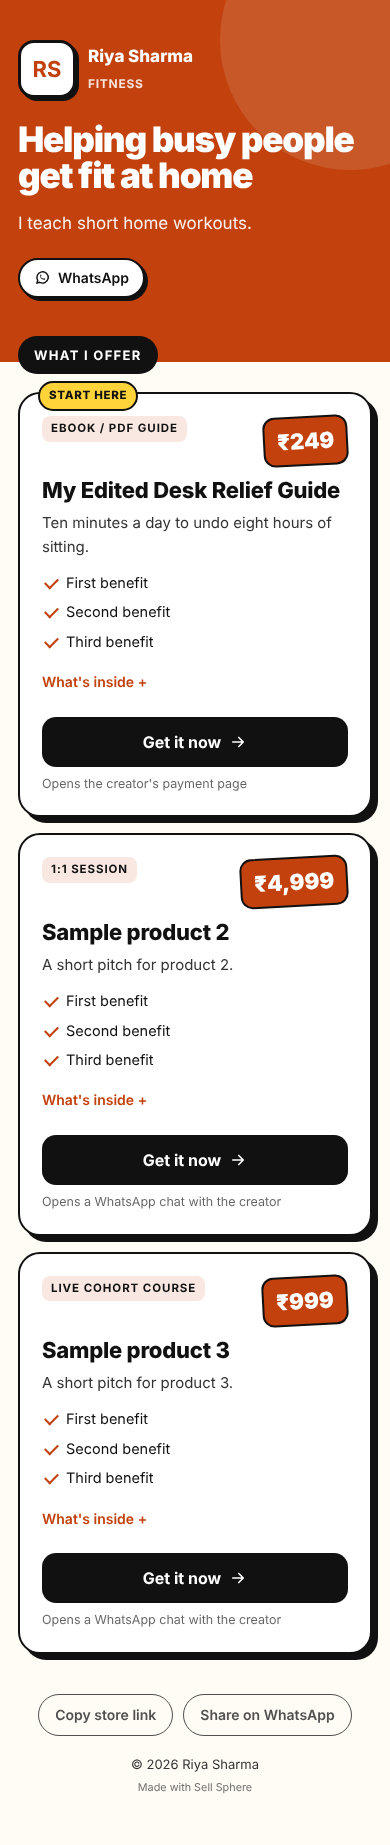 RS
Riya Sharma
FITNESS
Helping busy people
get fit at home
I teach short home workouts.
WhatsApp
WHAT I OFFER
START HERE
EBOOK / PDF GUIDE
₹249
My Edited Desk Relief Guide
Ten minutes a day to undo eight hours of
sitting.
First benefit
Second benefit
Third benefit
What's inside +
Get it now →
Opens the creator's payment page
1:1 SESSION
₹4,999
Sample product 2
A short pitch for product 2.
First benefit
Second benefit
Third benefit
What's inside +
Get it now →
Opens a WhatsApp chat with the creator
LIVE COHORT COURSE
₹999
Sample product 3
A short pitch for product 3.
First benefit
Second benefit
Third benefit
What's inside +
Get it now →
Opens a WhatsApp chat with the creator
Copy store link
Share on WhatsApp
© 2026 Riya Sharma
Made with Sell Sphere